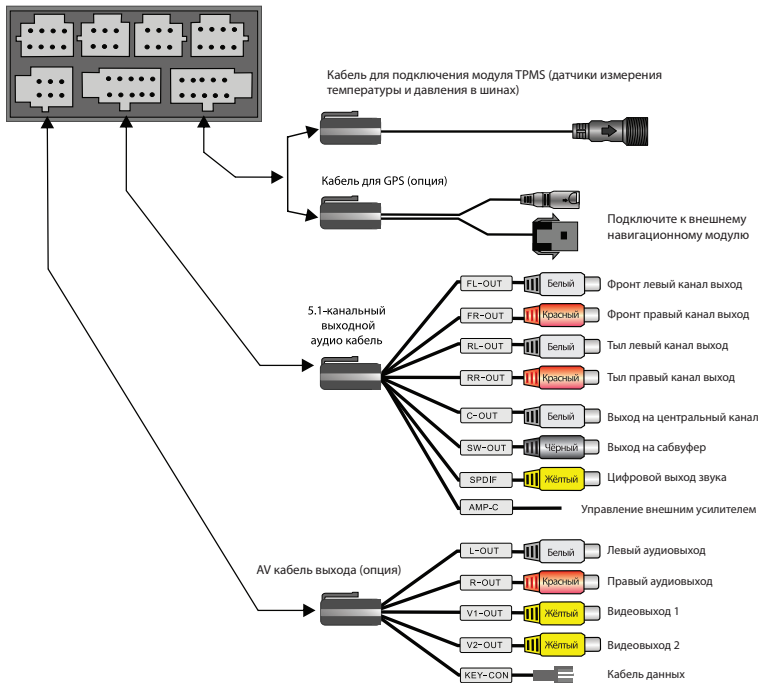 Кабель для подключения модуля TPMS (датчики измерения
температуры и давления в шинах)
Кабель для GPS (опция)
Подключите к внешнему
навигационному модулю
5.1-канальный
выходной
аудио кабель
FL-OUT Белый Фронт левый канал выход
FR-OUT Красный Фронт правый канал выход
RL-OUT Белый Тыл левый канал выход
RR-OUT Красный Тыл правый канал выход
C-OUT Белый Выход на центральный канал
SW-OUT Чёрный Выход на сабвуфер
SPDIF Жёлтый Цифровой выход звука
AMP-C Управление внешним усилителем
AV кабель выхода (опция)
L-OUT Белый Левый аудиовыход
R-OUT Красный Правый аудиовыход
V1-OUT Жёлтый Видеовыход 1
V2-OUT Жёлтый Видеовыход 2
KEY-CON Кабель данных